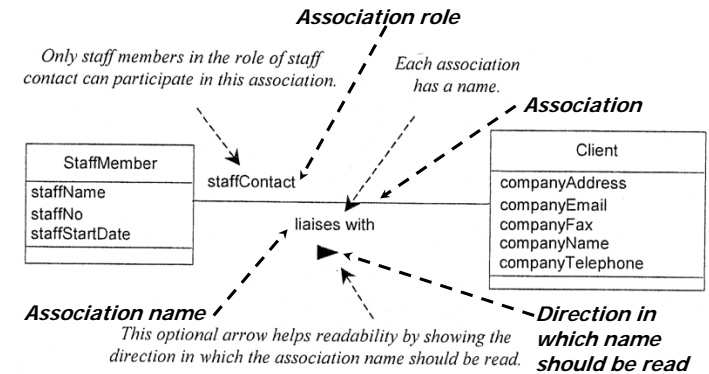 Association role
Only staff members in the role of staff
contact can participate in this association.
Each association
has a name.
Association
StaffMember
staffName
staffNo
staffStartDate
staffContact
liaises with
Client
companyAddress
companyEmail
companyFax
companyName
companyTelephone
Association name
This optional arrow helps readability by showing the
direction in which the association name should be read.
Direction in
which name
should be read